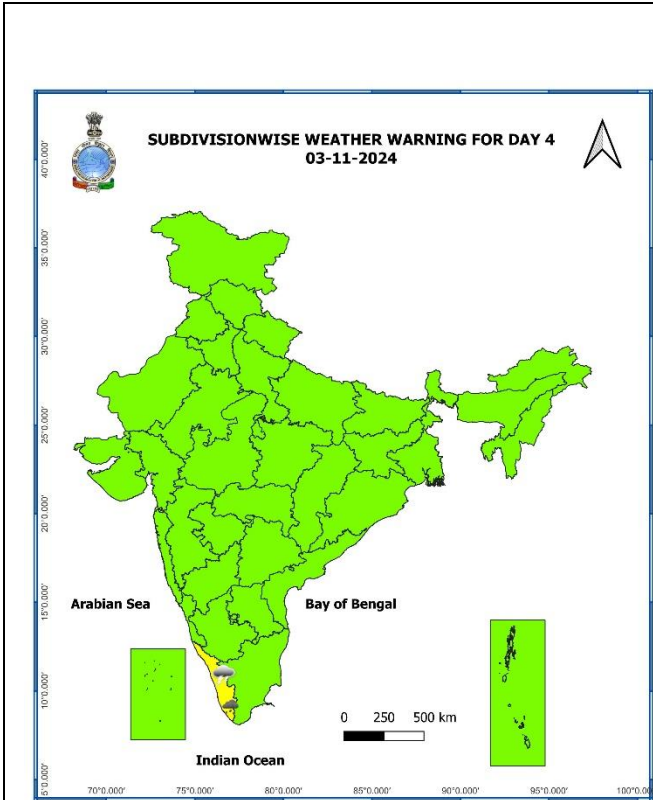 SUBDIVISIONWISE WEATHER WARNING FOR DAY 4
03-11-2024
40°0.000'
35°0.000'
30°0.000'
25°0.000'
20°0.000'
15°0.000'
10°0.000'
5°0.000'
Arabian Sea
Bay of Bengal
0 250 500 km
Indian Ocean
70°0.000' 75°0.000' 80°0.000' 85°0.000' 90°0.000' 95°0.000' 100°0.0